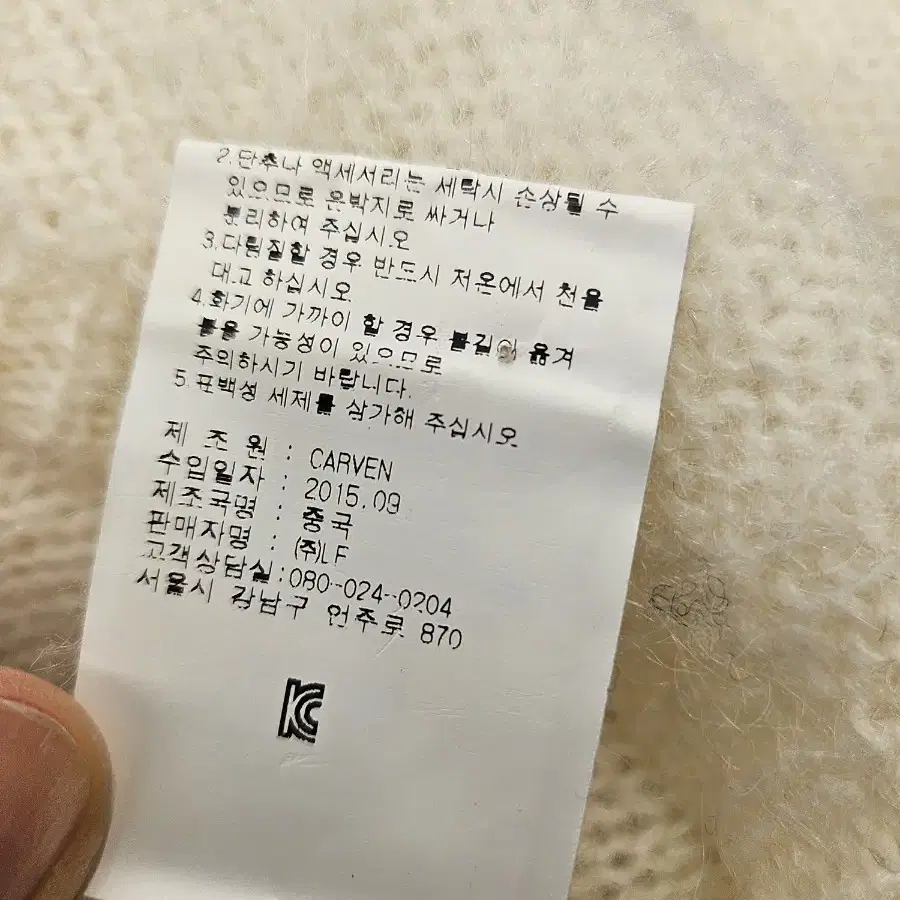 2.단추나 액세서리는 세탁시 손상될 수
있으므로 은박지로 싸거나
분리하여 주십시오
3.다림질할 경우 반드시 저온에서 천을
대고 하십시오
4.화기에 가까이 할 경우 불길이 옮겨
붙을 가능성이 있으므로
주의하시기 바랍니다.
5.표백성 세제를 삼가해 주십시오
제 조 원 : CARVEN
수입일자 : 2015.09
제조국명 : 중국
판매자명 : (주)LF
고객상담실:080-024-0204
서울시 강남구 언주로 870
KC